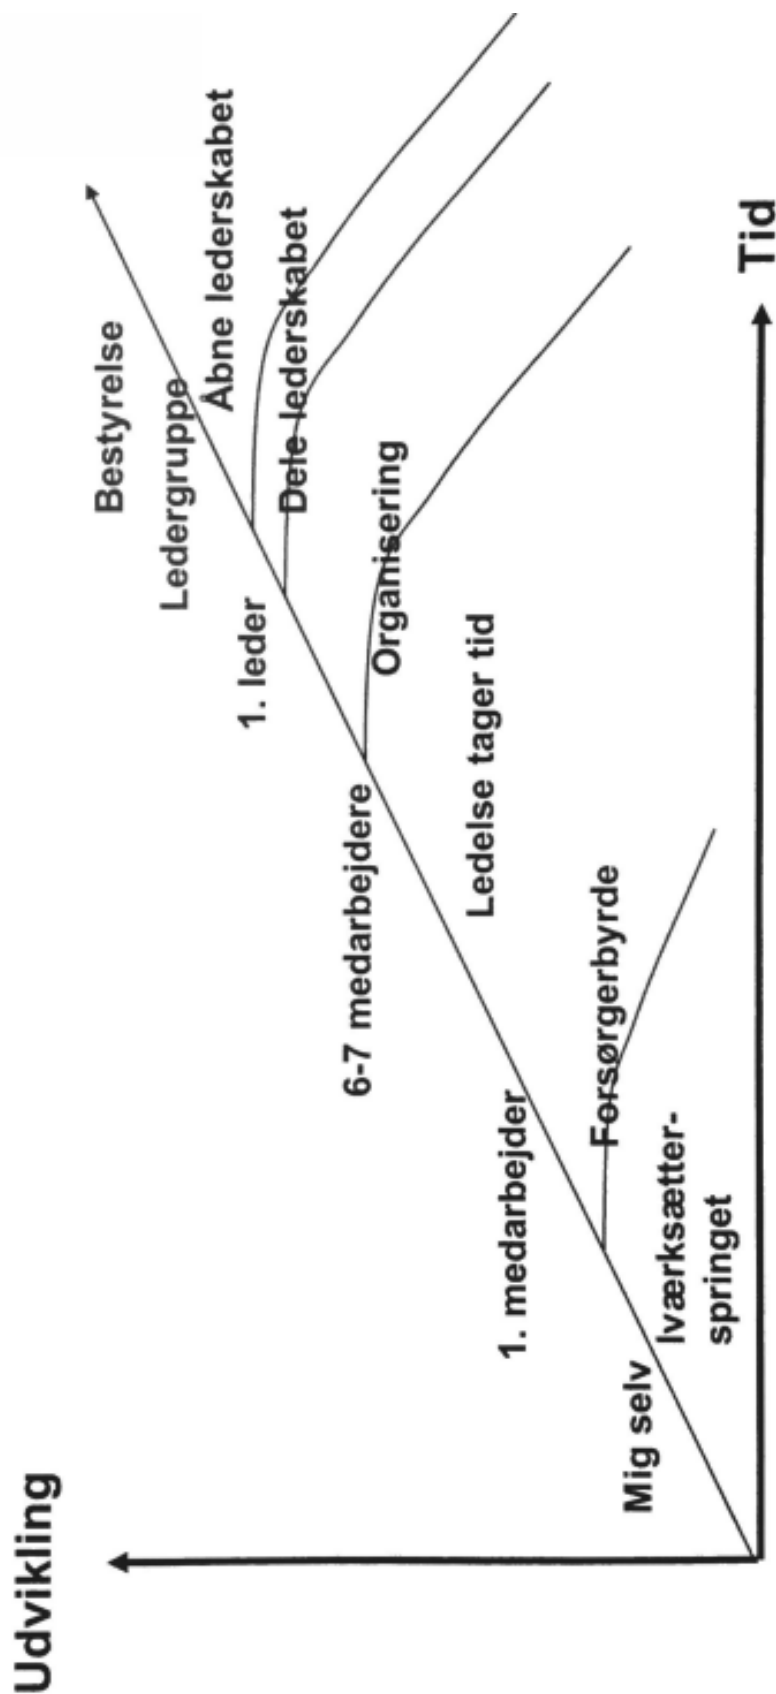 Udvikling
Bestyrelse
Ledergruppe
Åbne lederskabet
1. leder
Dele lederskabet
6-7 medarbejdere
Organisering
Ledelse tager tid
1. medarbejder
Forsørgerbyrde
Mig selv
Iværksætter-
springet
Tid